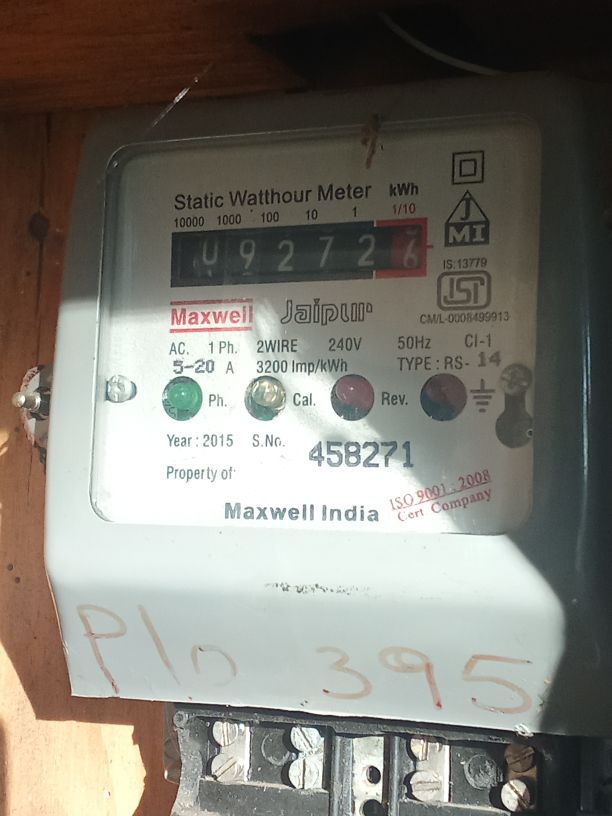 Static Watthour Meter kWh
10000 1000 100 10 1 1/10
92726
J
MI
IS:13779
ISI
CM/L-0008499913
Maxwell Jaipur
AC. 1 Ph. 2WIRE 240V 50Hz Cl-1
5-20 A 3200 Imp/kWh TYPE : RS- 14
Ph. Cal. Rev.
Year : 2015 S.No. 458271
Property of
Maxwell India
ISO 9001 : 2008
Cert Company
Plo 395